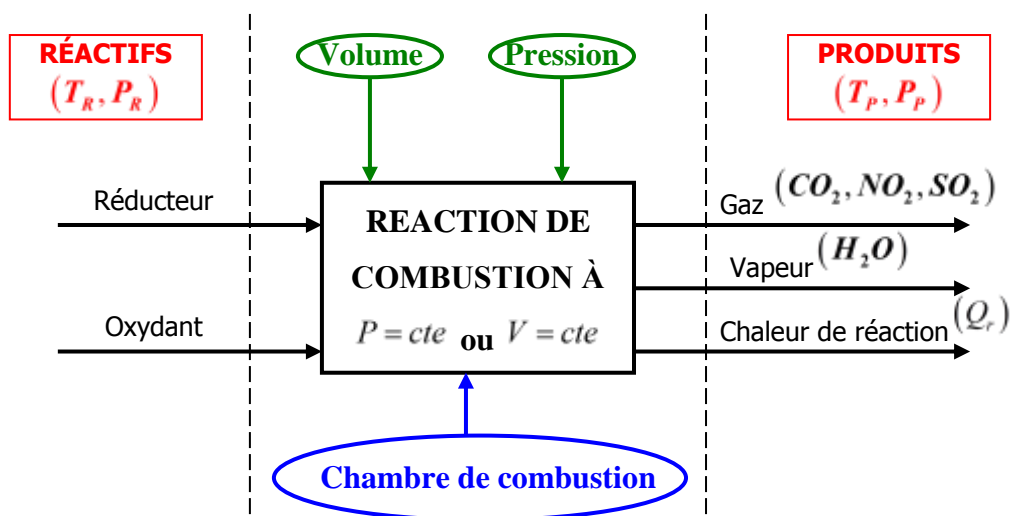 RÉACTIFS
(T_R, P_R)
Volume
Pression
PRODUITS
(T_P, P_P)
Réducteur
Oxydant
REACTION DE
COMBUSTION À
P = cte ou V = cte
Gaz (CO₂, NO₂, SO₂)
Vapeur (H₂O)
Chaleur de réaction (Q_r)
Chambre de combustion